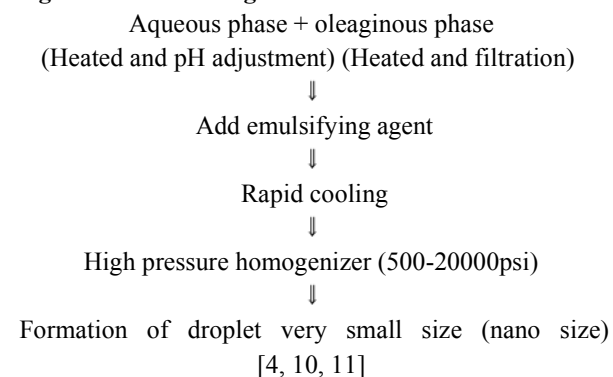 Aqueous phase + oleaginous phase
(Heated and pH adjustment) (Heated and filtration)
⇓
Add emulsifying agent
⇓
Rapid cooling
⇓
High pressure homogenizer (500-20000psi)
⇓
Formation of droplet very small size (nano size)
[4, 10, 11]